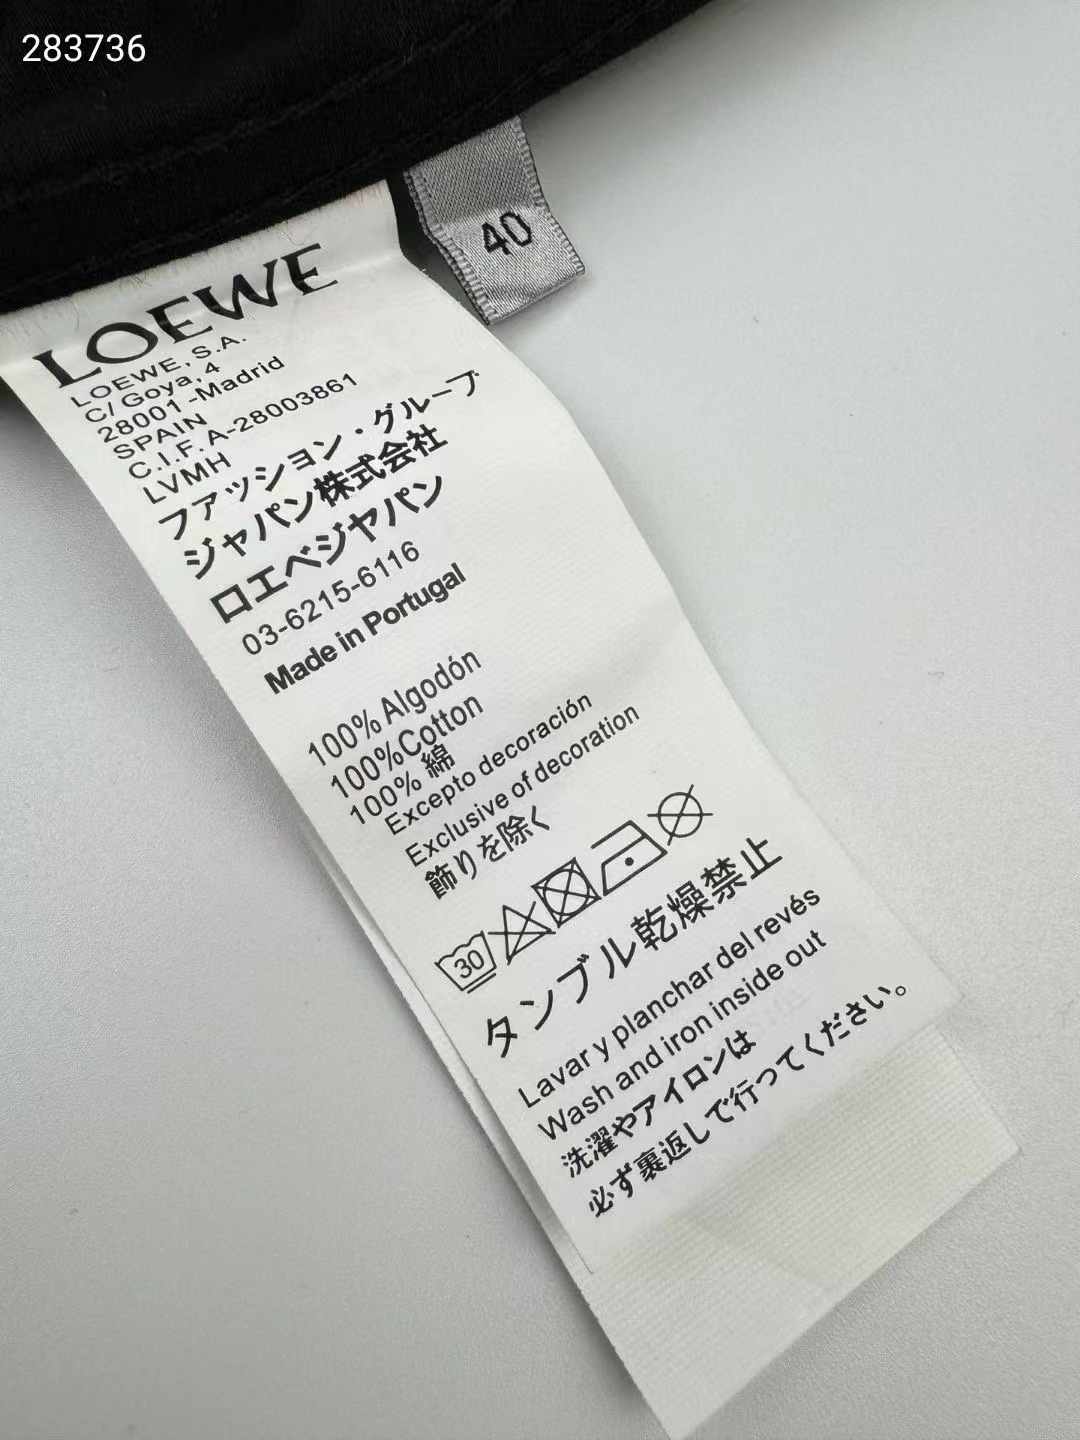 283736
40
LOEWE
LOEWE, S.A.
C/ Goya, 4
28001 -Madrid
SPAIN
C.I.F. A-28003861
LVMH
ファッション・グループ
ジャパン株式会社
ロエベジャパン
03-6215-6116
Made in Portugal
100% Algodón
100%Cotton
100% 綿
Excepto decoración
Exclusive of decoration
飾りを除く
30
タンブル乾燥禁止
Lavar y planchar del revés
Wash and iron inside out
洗濯やアイロンは
必ず裏返しで行ってください。